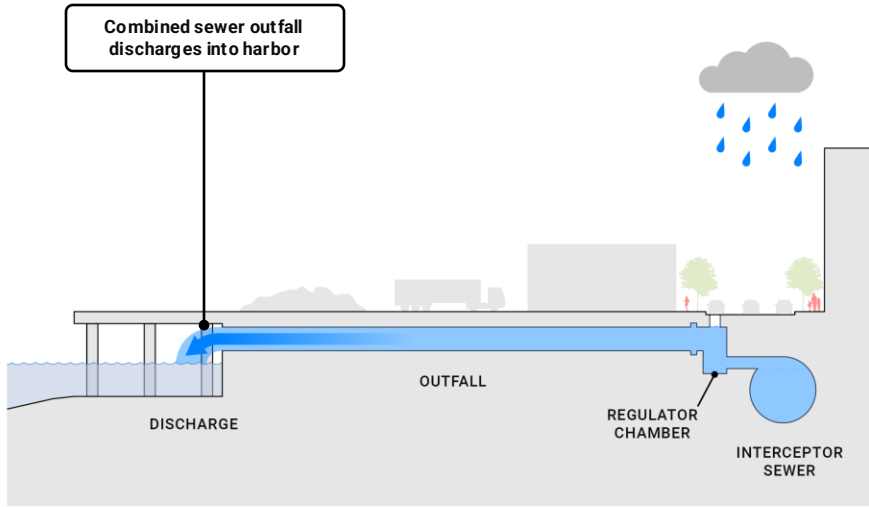 Combined sewer outfall
discharges into harbor
OUTFALL
DISCHARGE
REGULATOR
CHAMBER
INTERCEPTOR
SEWER